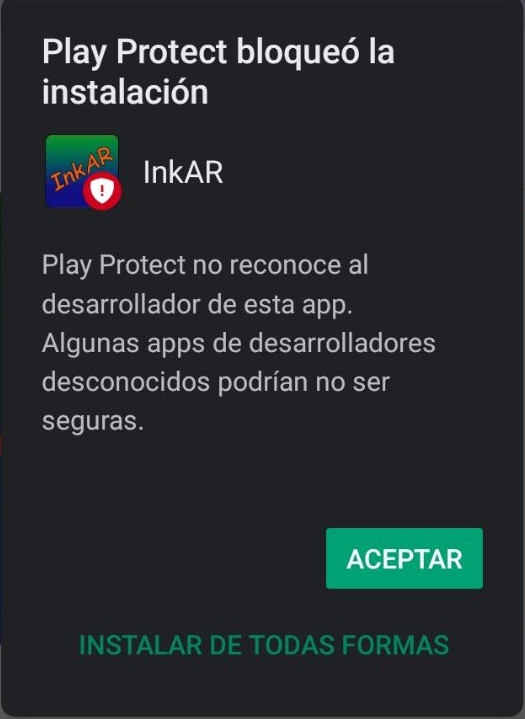 Play Protect bloqueó la
instalación
InkAR
InkAR
Play Protect no reconoce al
desarrollador de esta app.
Algunas apps de desarrolladores
desconocidos podrían no ser
seguras.
ACEPTAR
INSTALAR DE TODAS FORMAS